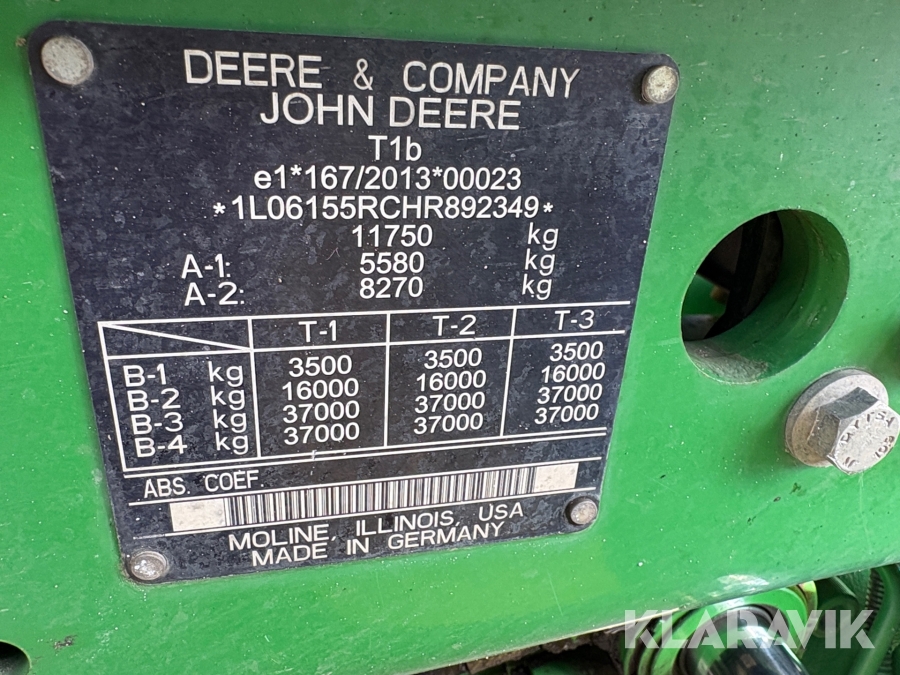 DEERE & COMPANY
JOHN DEERE
T1b
e1*167/2013*00023
*1L06155RCHR892349*
11750 kg
A-1: 5580 kg
A-2: 8270 kg
T-1 T-2 T-3
B-1 kg 3500 3500 3500
B-2 kg 16000 16000 16000
B-3 kg 37000 37000 37000
B-4 kg 37000 37000 37000
ABS. COEF.
MOLINE, ILLINOIS, USA
MADE IN GERMANY
KLARAVIK